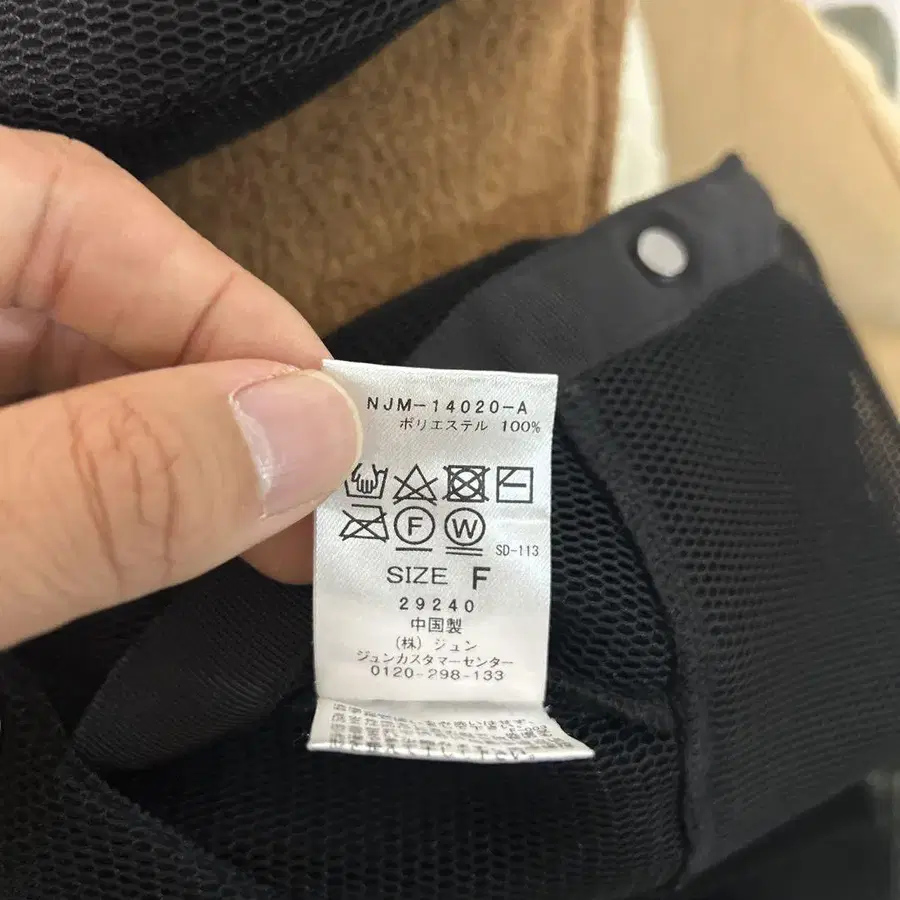 NJM-14020-A
ポリエステル 100%
F W
SD-113
SIZE F
29240
中国製
(株) ジュン
ジュンカスタマーセンター
0120-298-133